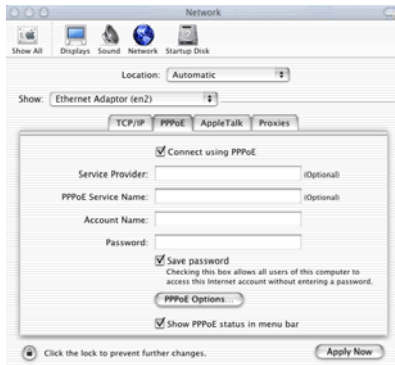 Network
Show All Displays Sound Network Startup Disk
Location: Automatic
Show: Ethernet Adaptor (en2)
TCP/IP PPPoE AppleTalk Proxies
Connect using PPPoE
Service Provider: (Optional)
PPPoE Service Name: (Optional)
Account Name:
Password:
Save password
Checking this box allows all users of this computer to
access this Internet account without entering a password.
PPPoE Options...
Show PPPoE status in menu bar
Click the lock to prevent further changes. Apply Now